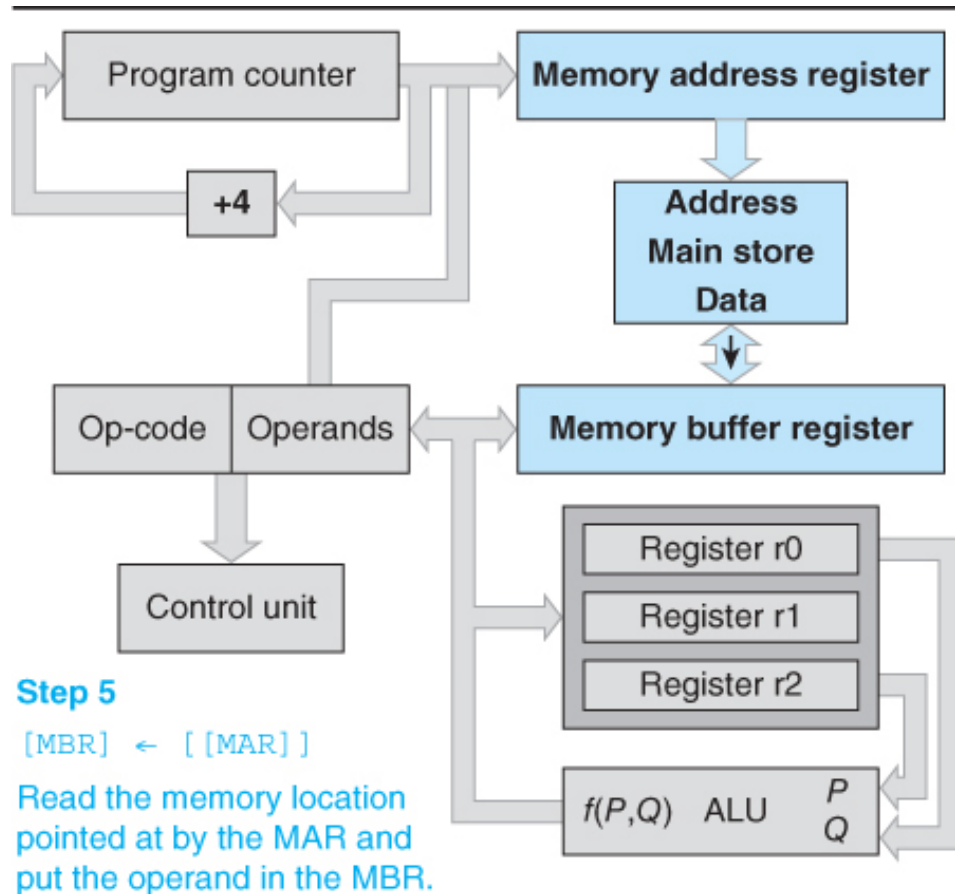 Program counter
Memory address register
+4
Address
Main store
Data
Op-code
Operands
Memory buffer register
Control unit
Register r0
Register r1
Register r2
f(P,Q) ALU
P
Q
Step 5
[MBR] ← [[MAR]]
Read the memory location
pointed at by the MAR and
put the operand in the MBR.